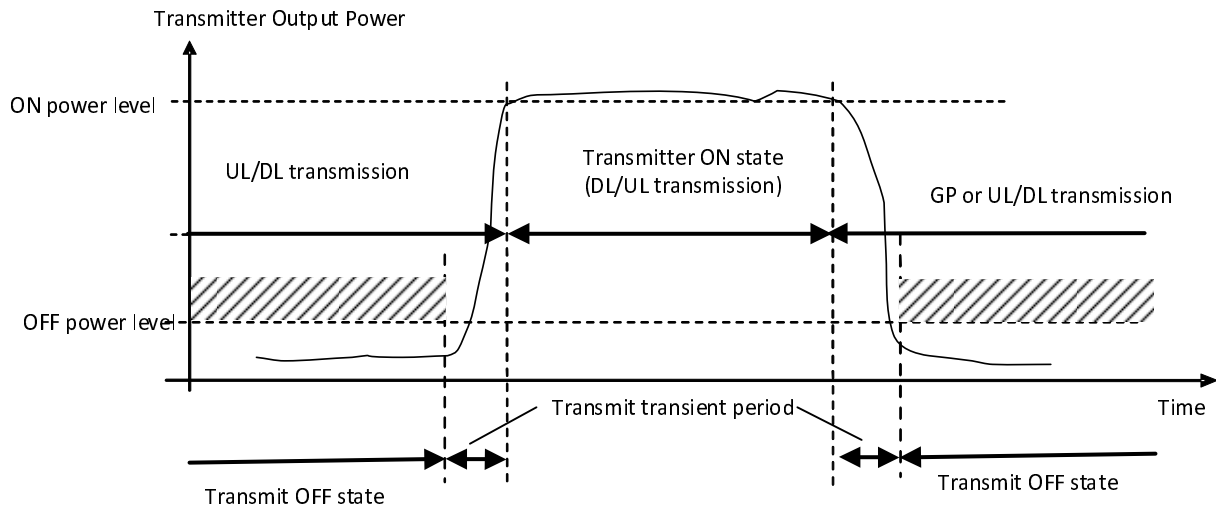 Transmitter Output Power
ON power level
UL/DL transmission
Transmitter ON state
(DL/UL transmission)
GP or UL/DL transmission
OFF power level
Transmit transient period
Time
Transmit OFF state
Transmit OFF state